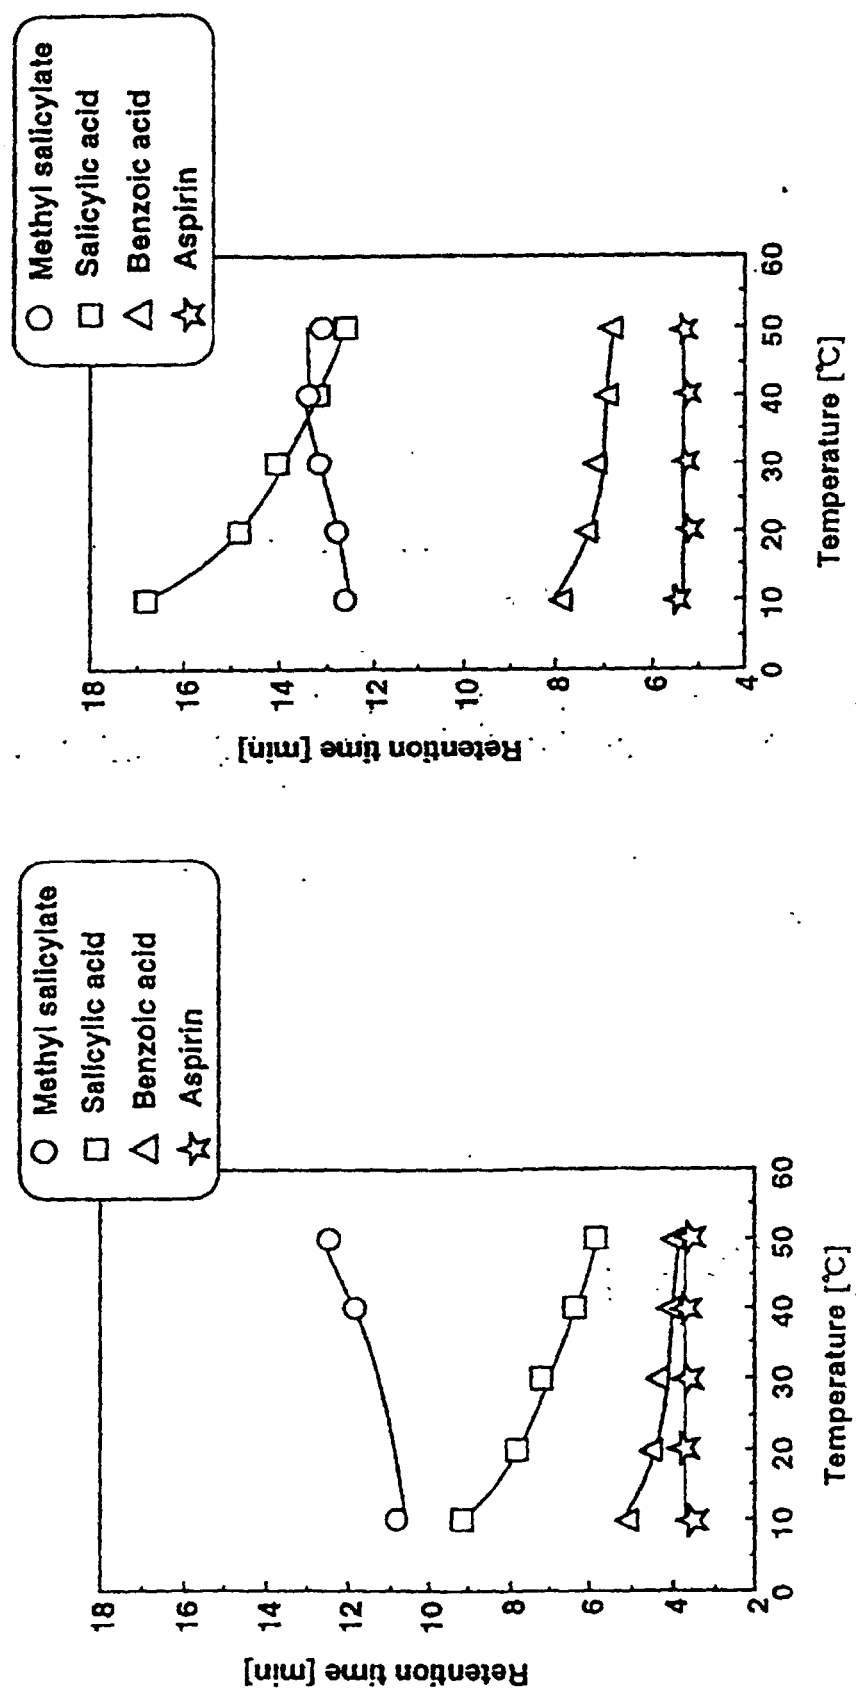 Methyl salicylate
Salicylic acid
Benzoic acid
Aspirin
18
16
14
12
10
8
6
4
2
0
10
20
30
40
50
60
Retention time [min]
Temperature [℃]
Methyl salicylate
Salicylic acid
Benzoic acid
Aspirin
18
16
14
12
10
8
6
4
0
10
20
30
40
50
60
Retention time [min]
Temperature [℃]